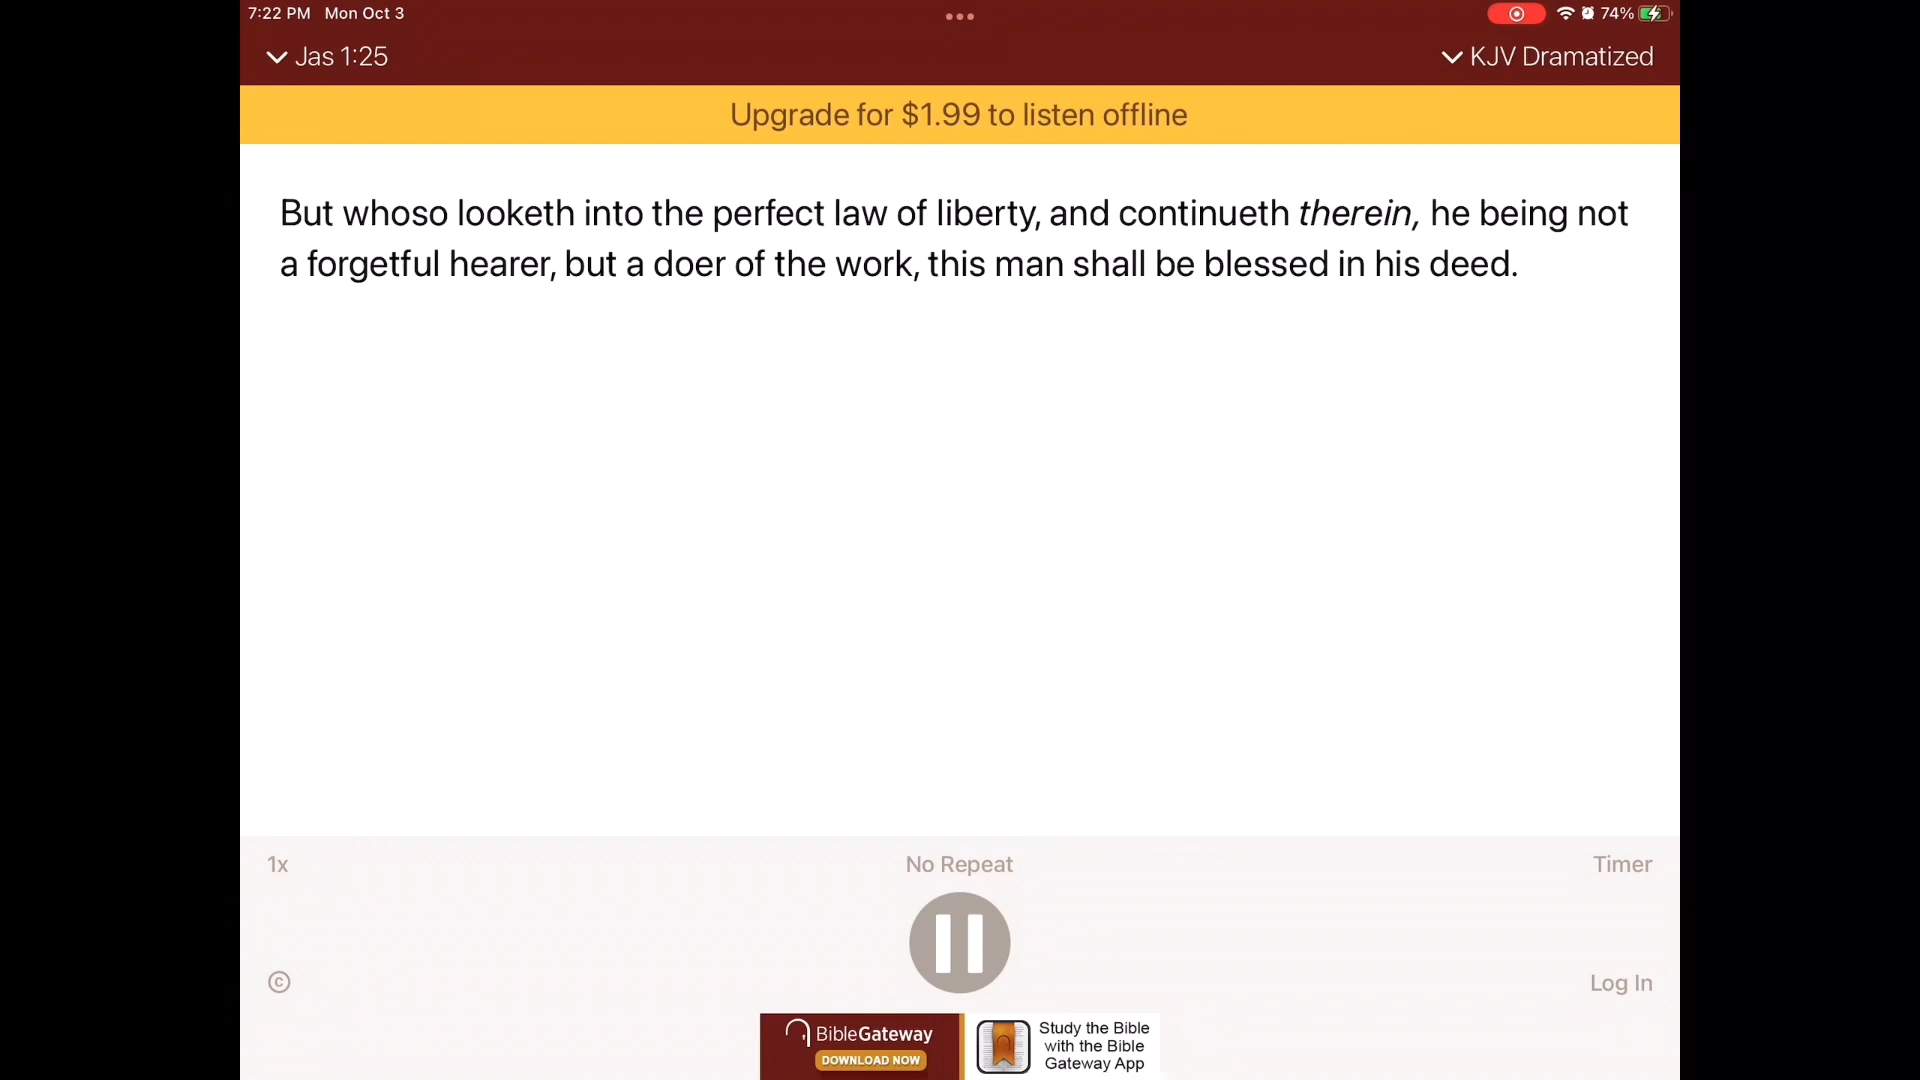 7:22 PM Mon Oct 3
74%
Jas 1:25
KJV Dramatized
Upgrade for $1.99 to listen offline
But whoso looketh into the perfect law of liberty, and continueth therein, he being not
a forgetful hearer, but a doer of the work, this man shall be blessed in his deed.
1x
No Repeat
Timer
©
Log In
BibleGateway
DOWNLOAD NOW
Study the Bible
with the Bible
Gateway App